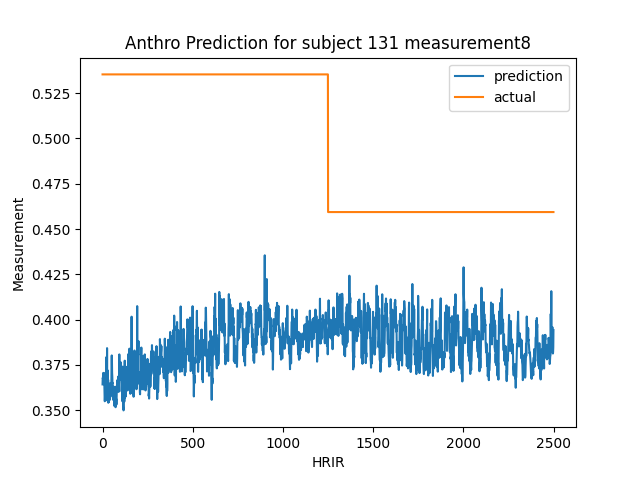 Anthro Prediction for subject 131 measurement8
prediction
actual
Measurement
0.525
0.500
0.475
0.450
0.425
0.400
0.375
0.350
0 500 1000 1500 2000 2500
HRIR